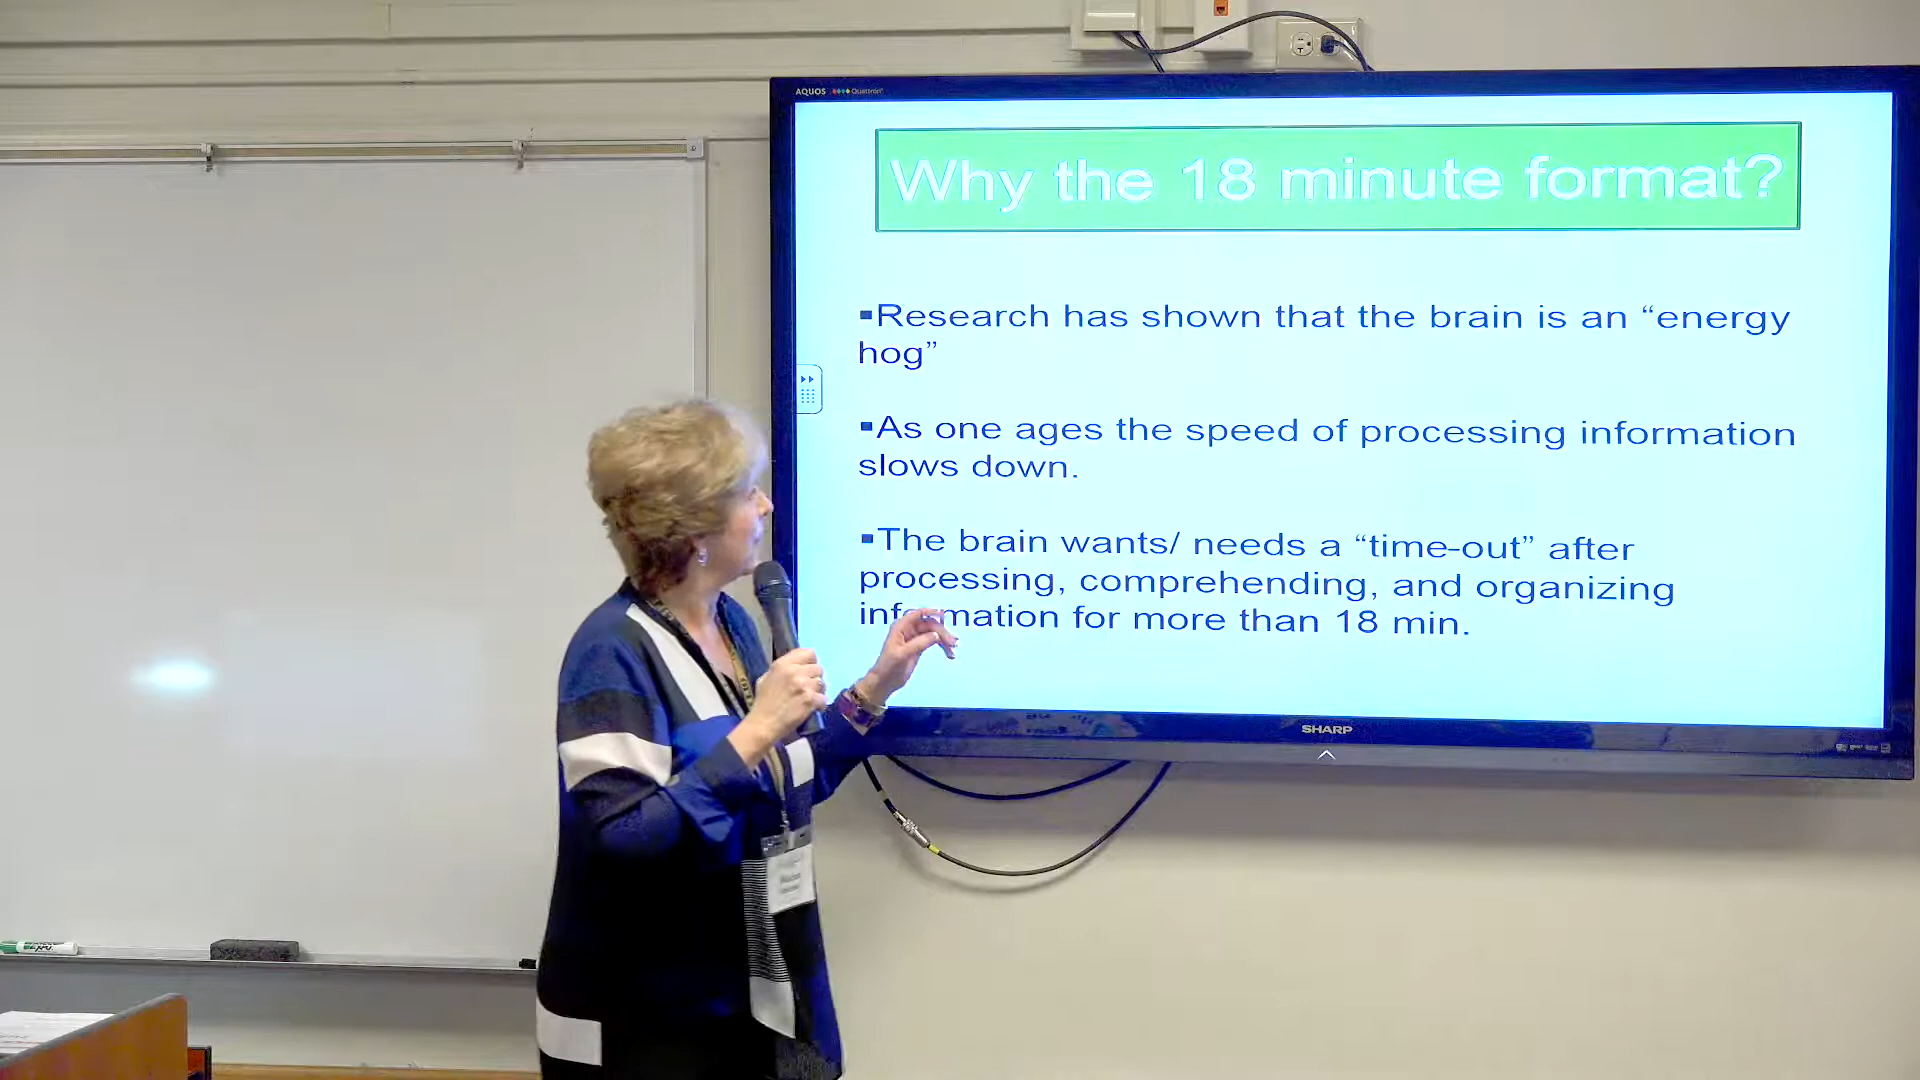 AQUOS Quattron
Why the 18 minute format?
▪Research has shown that the brain is an “energy
hog”
▪As one ages the speed of processing information
slows down.
▪The brain wants/ needs a “time-out” after
processing, comprehending, and organizing
information for more than 18 min.
SHARP